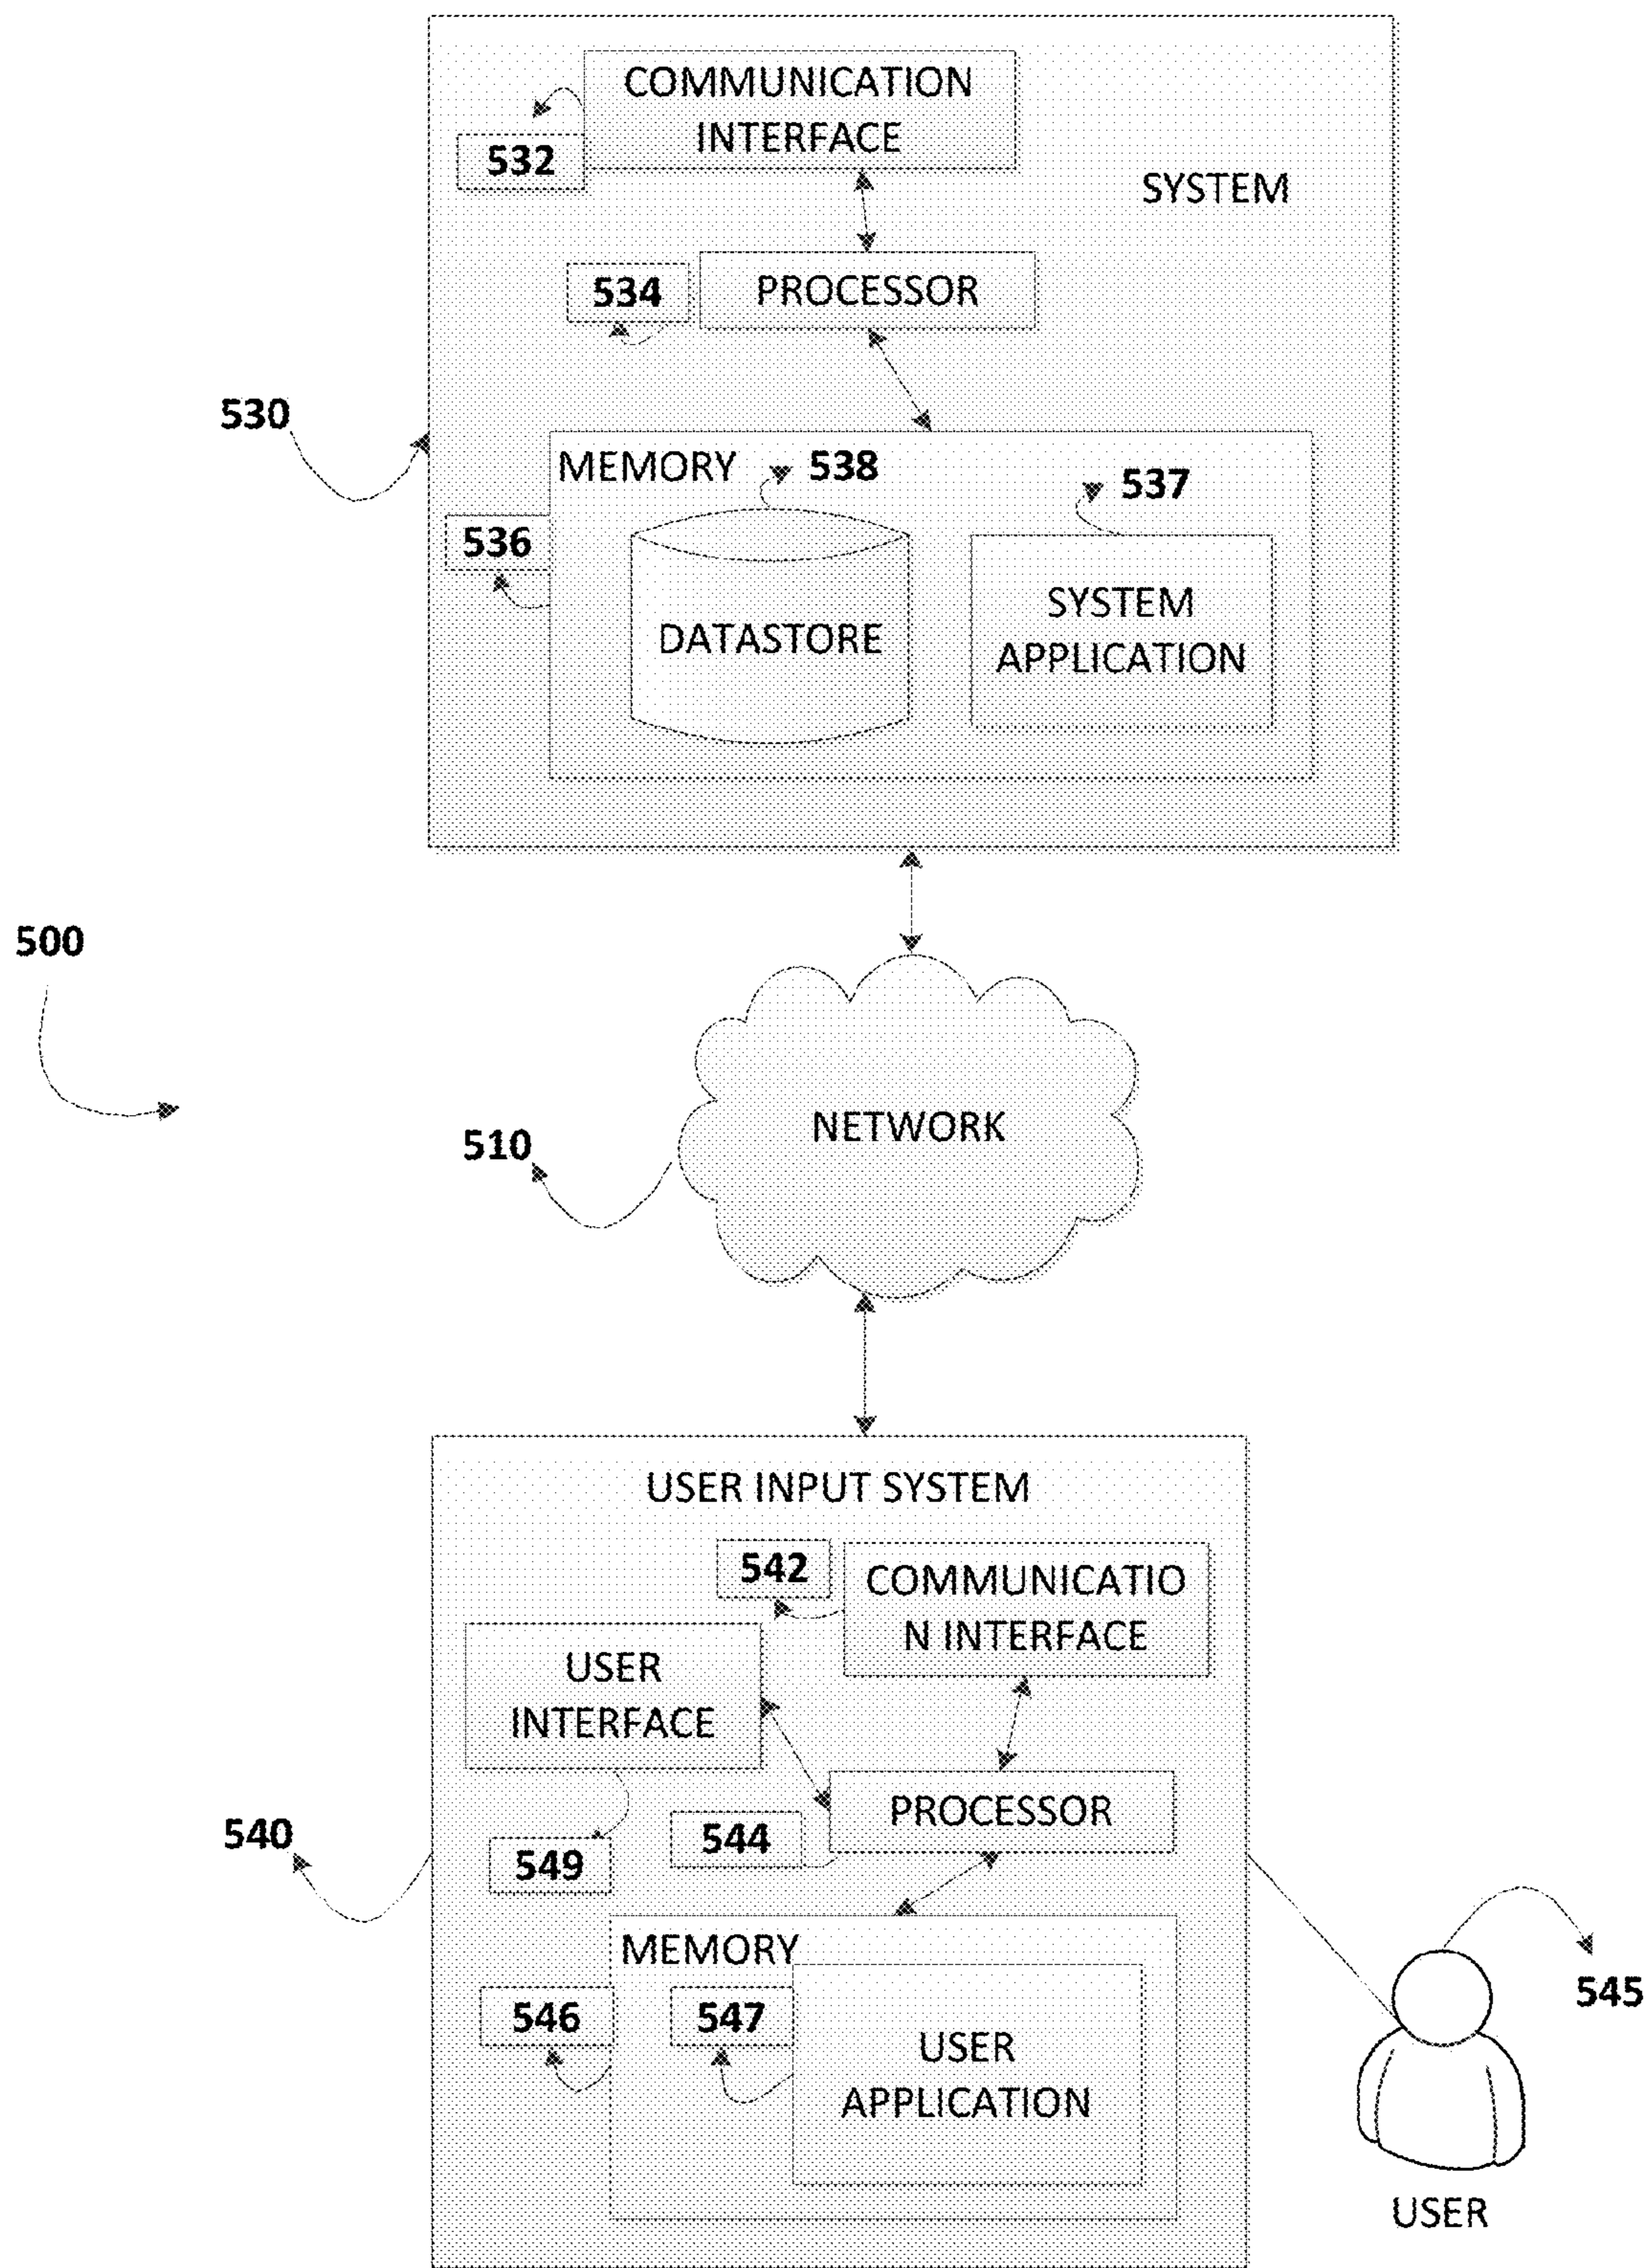 COMMUNICATION
INTERFACE
532
SYSTEM
534
PROCESSOR
530
MEMORY
538
537
536
SYSTEM
APPLICATION
DATASTORE
500
NETWORK
510
USER INPUT SYSTEM
542
COMMUNICATIO
N INTERFACE
USER
INTERFACE
PROCESSOR
544
540
549
MEMORY
546
547
USER
APPLICATION
545
USER